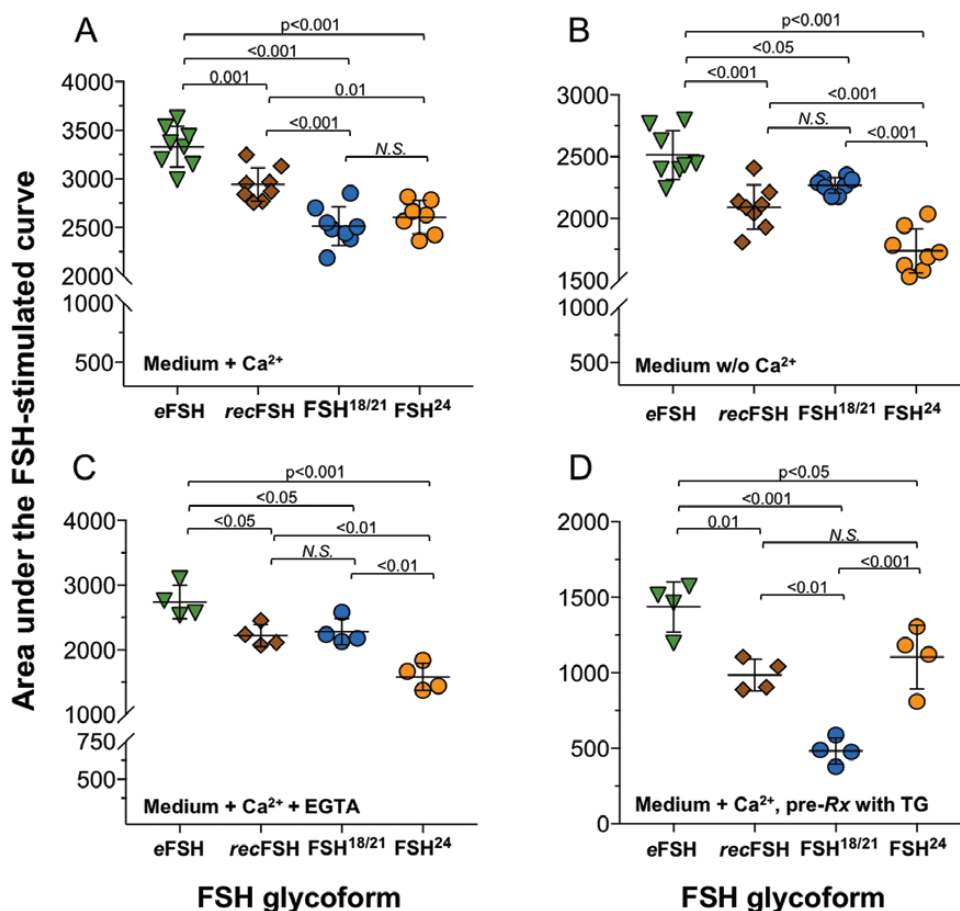 Area under the FSH-stimulated curve
A
p<0.001
<0.001
0.001
0.01
<0.001
N.S.
4000
3500
3000
2500
2000
1000
500
Medium + Ca²⁺
eFSH recFSH FSH¹⁸/²¹ FSH²⁴
B
p<0.001
<0.05
<0.001
<0.001
N.S.
<0.001
3000
2500
2000
1500
1000
500
Medium w/o Ca²⁺
eFSH recFSH FSH¹⁸/²¹ FSH²⁴
C
p<0.001
<0.05
<0.05
<0.01
N.S.
<0.01
4000
3000
2000
1000
750
500
Medium + Ca²⁺ + EGTA
eFSH recFSH FSH¹⁸/²¹ FSH²⁴
FSH glycoform
D
p<0.05
<0.001
0.01
N.S.
<0.001
<0.01
2000
1500
1000
500
0
Medium + Ca²⁺, pre-Rx with TG
eFSH recFSH FSH¹⁸/²¹ FSH²⁴
FSH glycoform